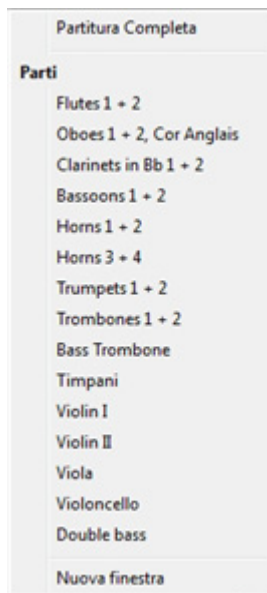 Partitura Completa
Parti
Flutes 1 + 2
Oboes 1 + 2, Cor Anglais
Clarinets in Bb 1 + 2
Bassoons 1 + 2
Horns 1 + 2
Horns 3 + 4
Trumpets 1 + 2
Trombones 1 + 2
Bass Trombone
Timpani
Violin I
Violin II
Viola
Violoncello
Double bass
Nuova finestra